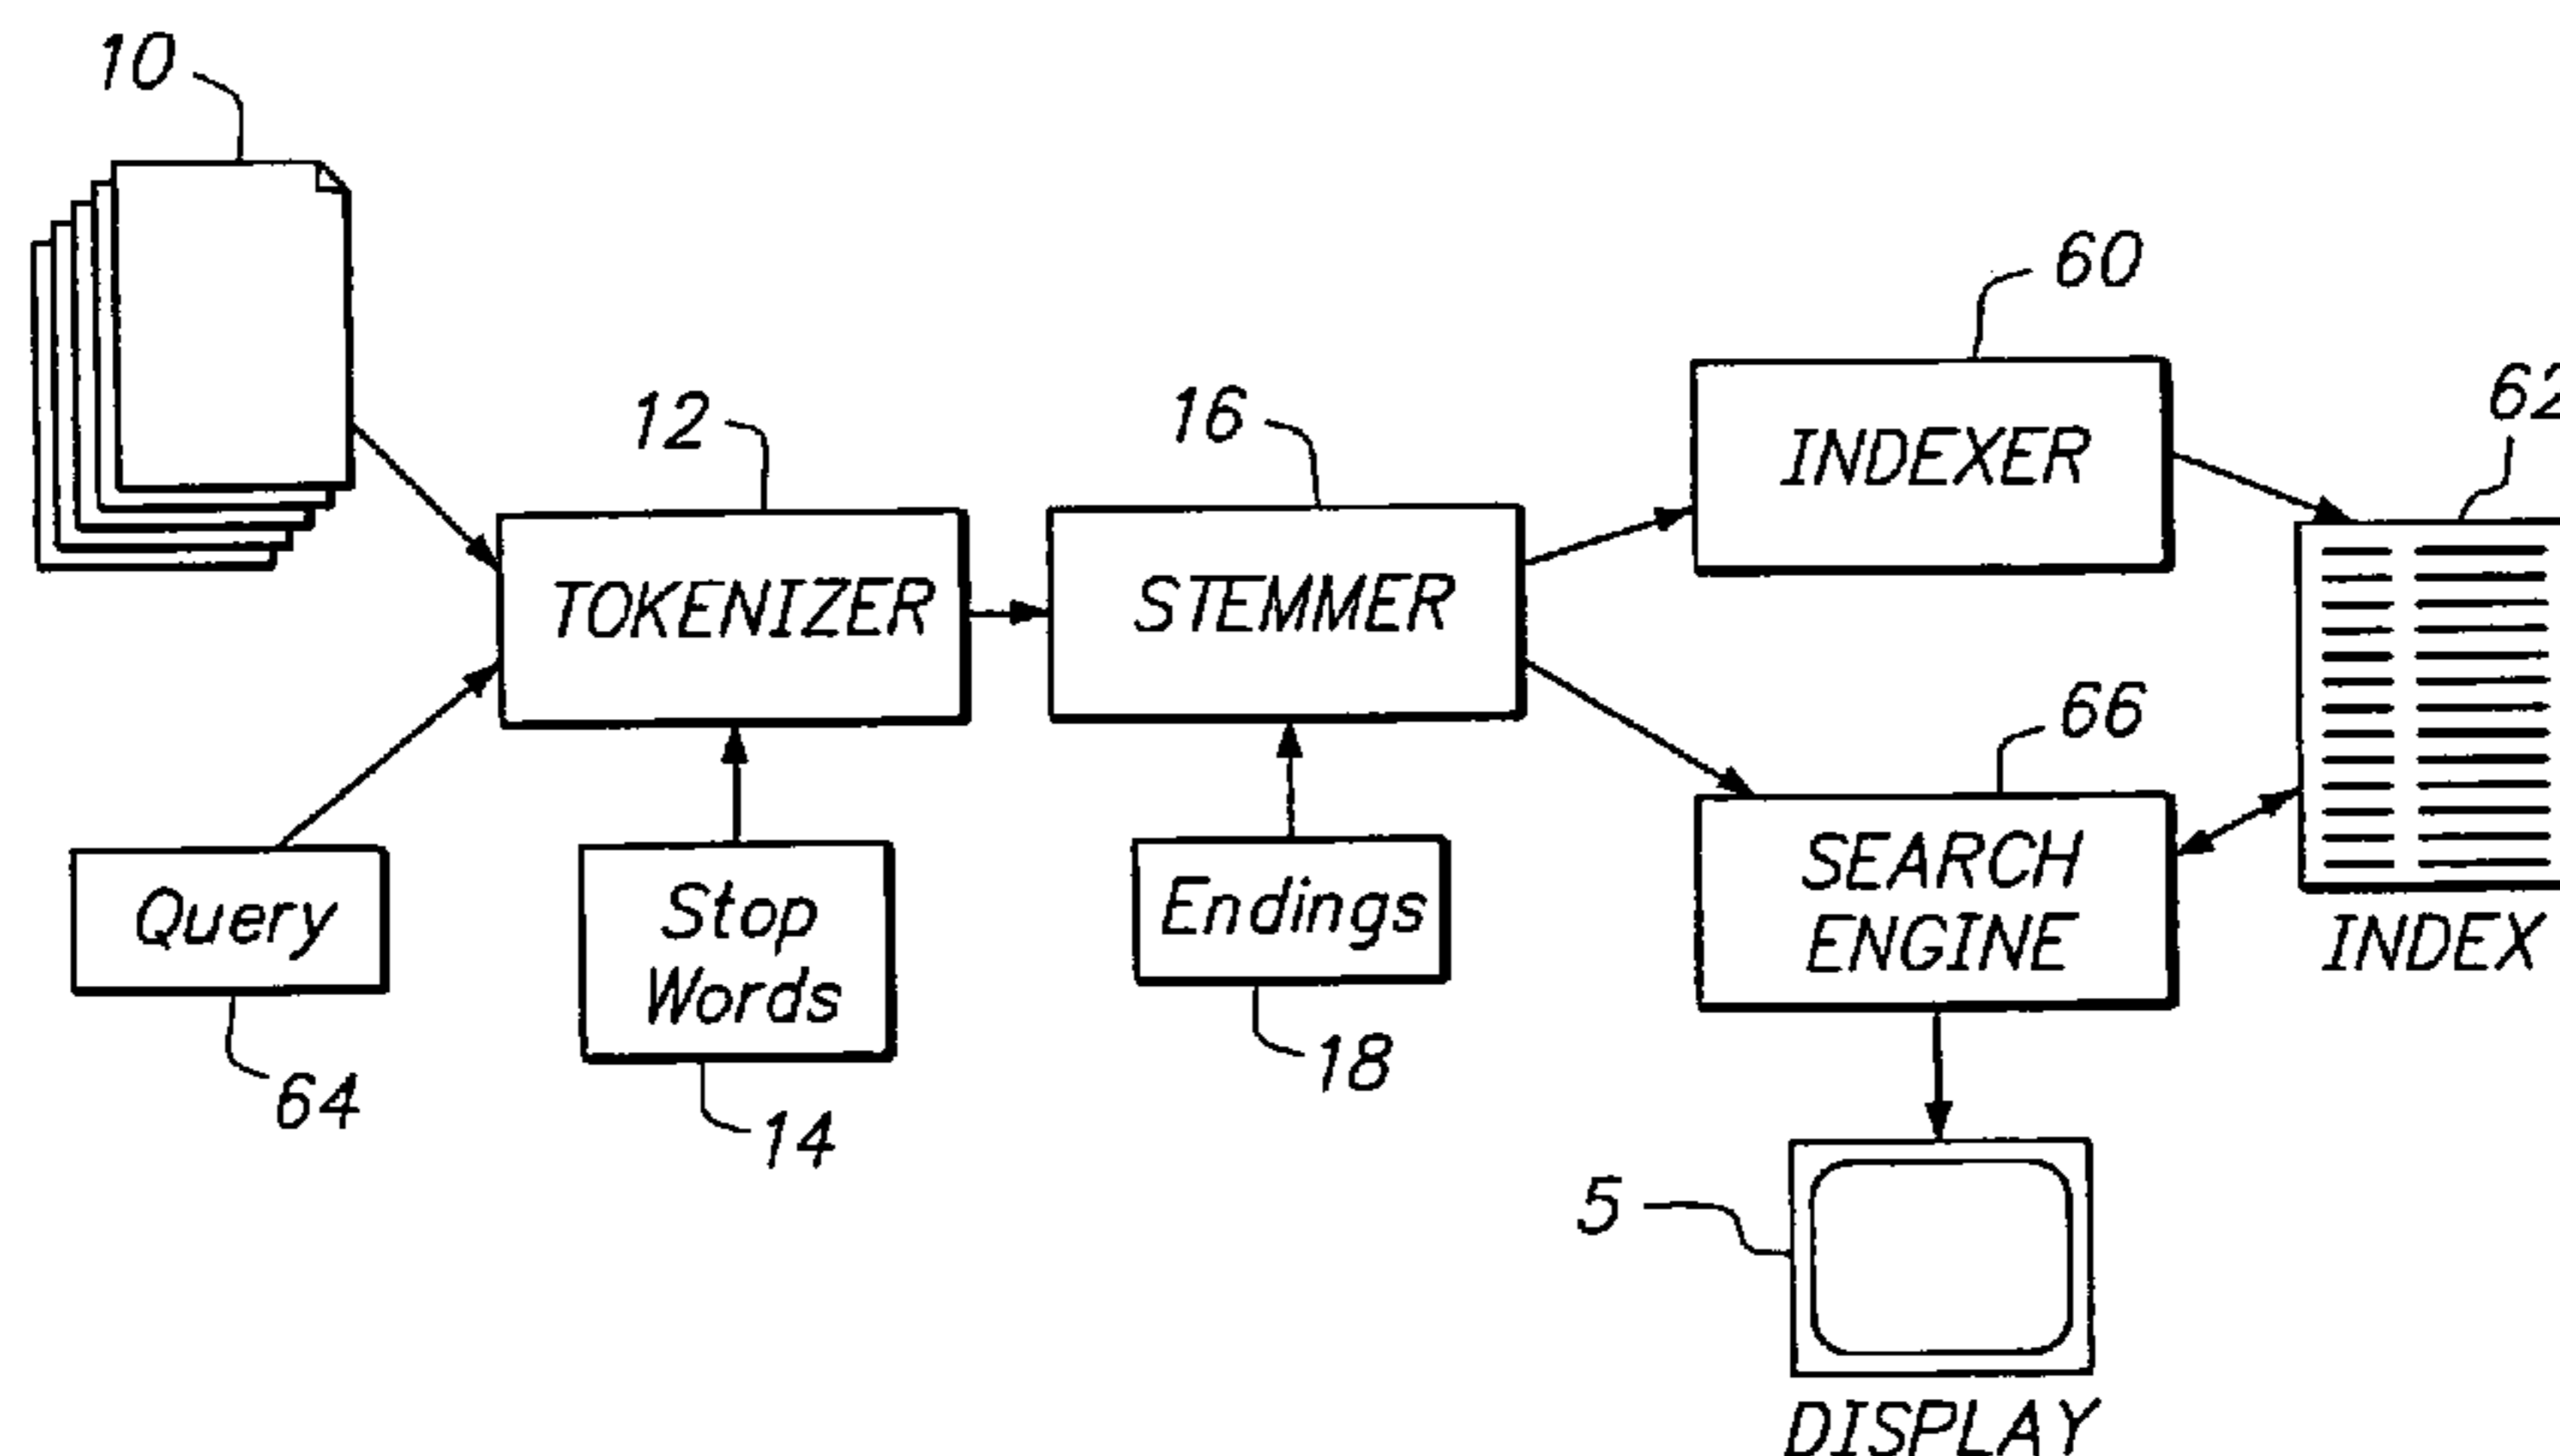 10
60
62
12
16
INDEXER
TOKENIZER
STEMMER
66
Query
Stop
Words
Endings
SEARCH
ENGINE
INDEX
64
14
18
5
DISPLAY